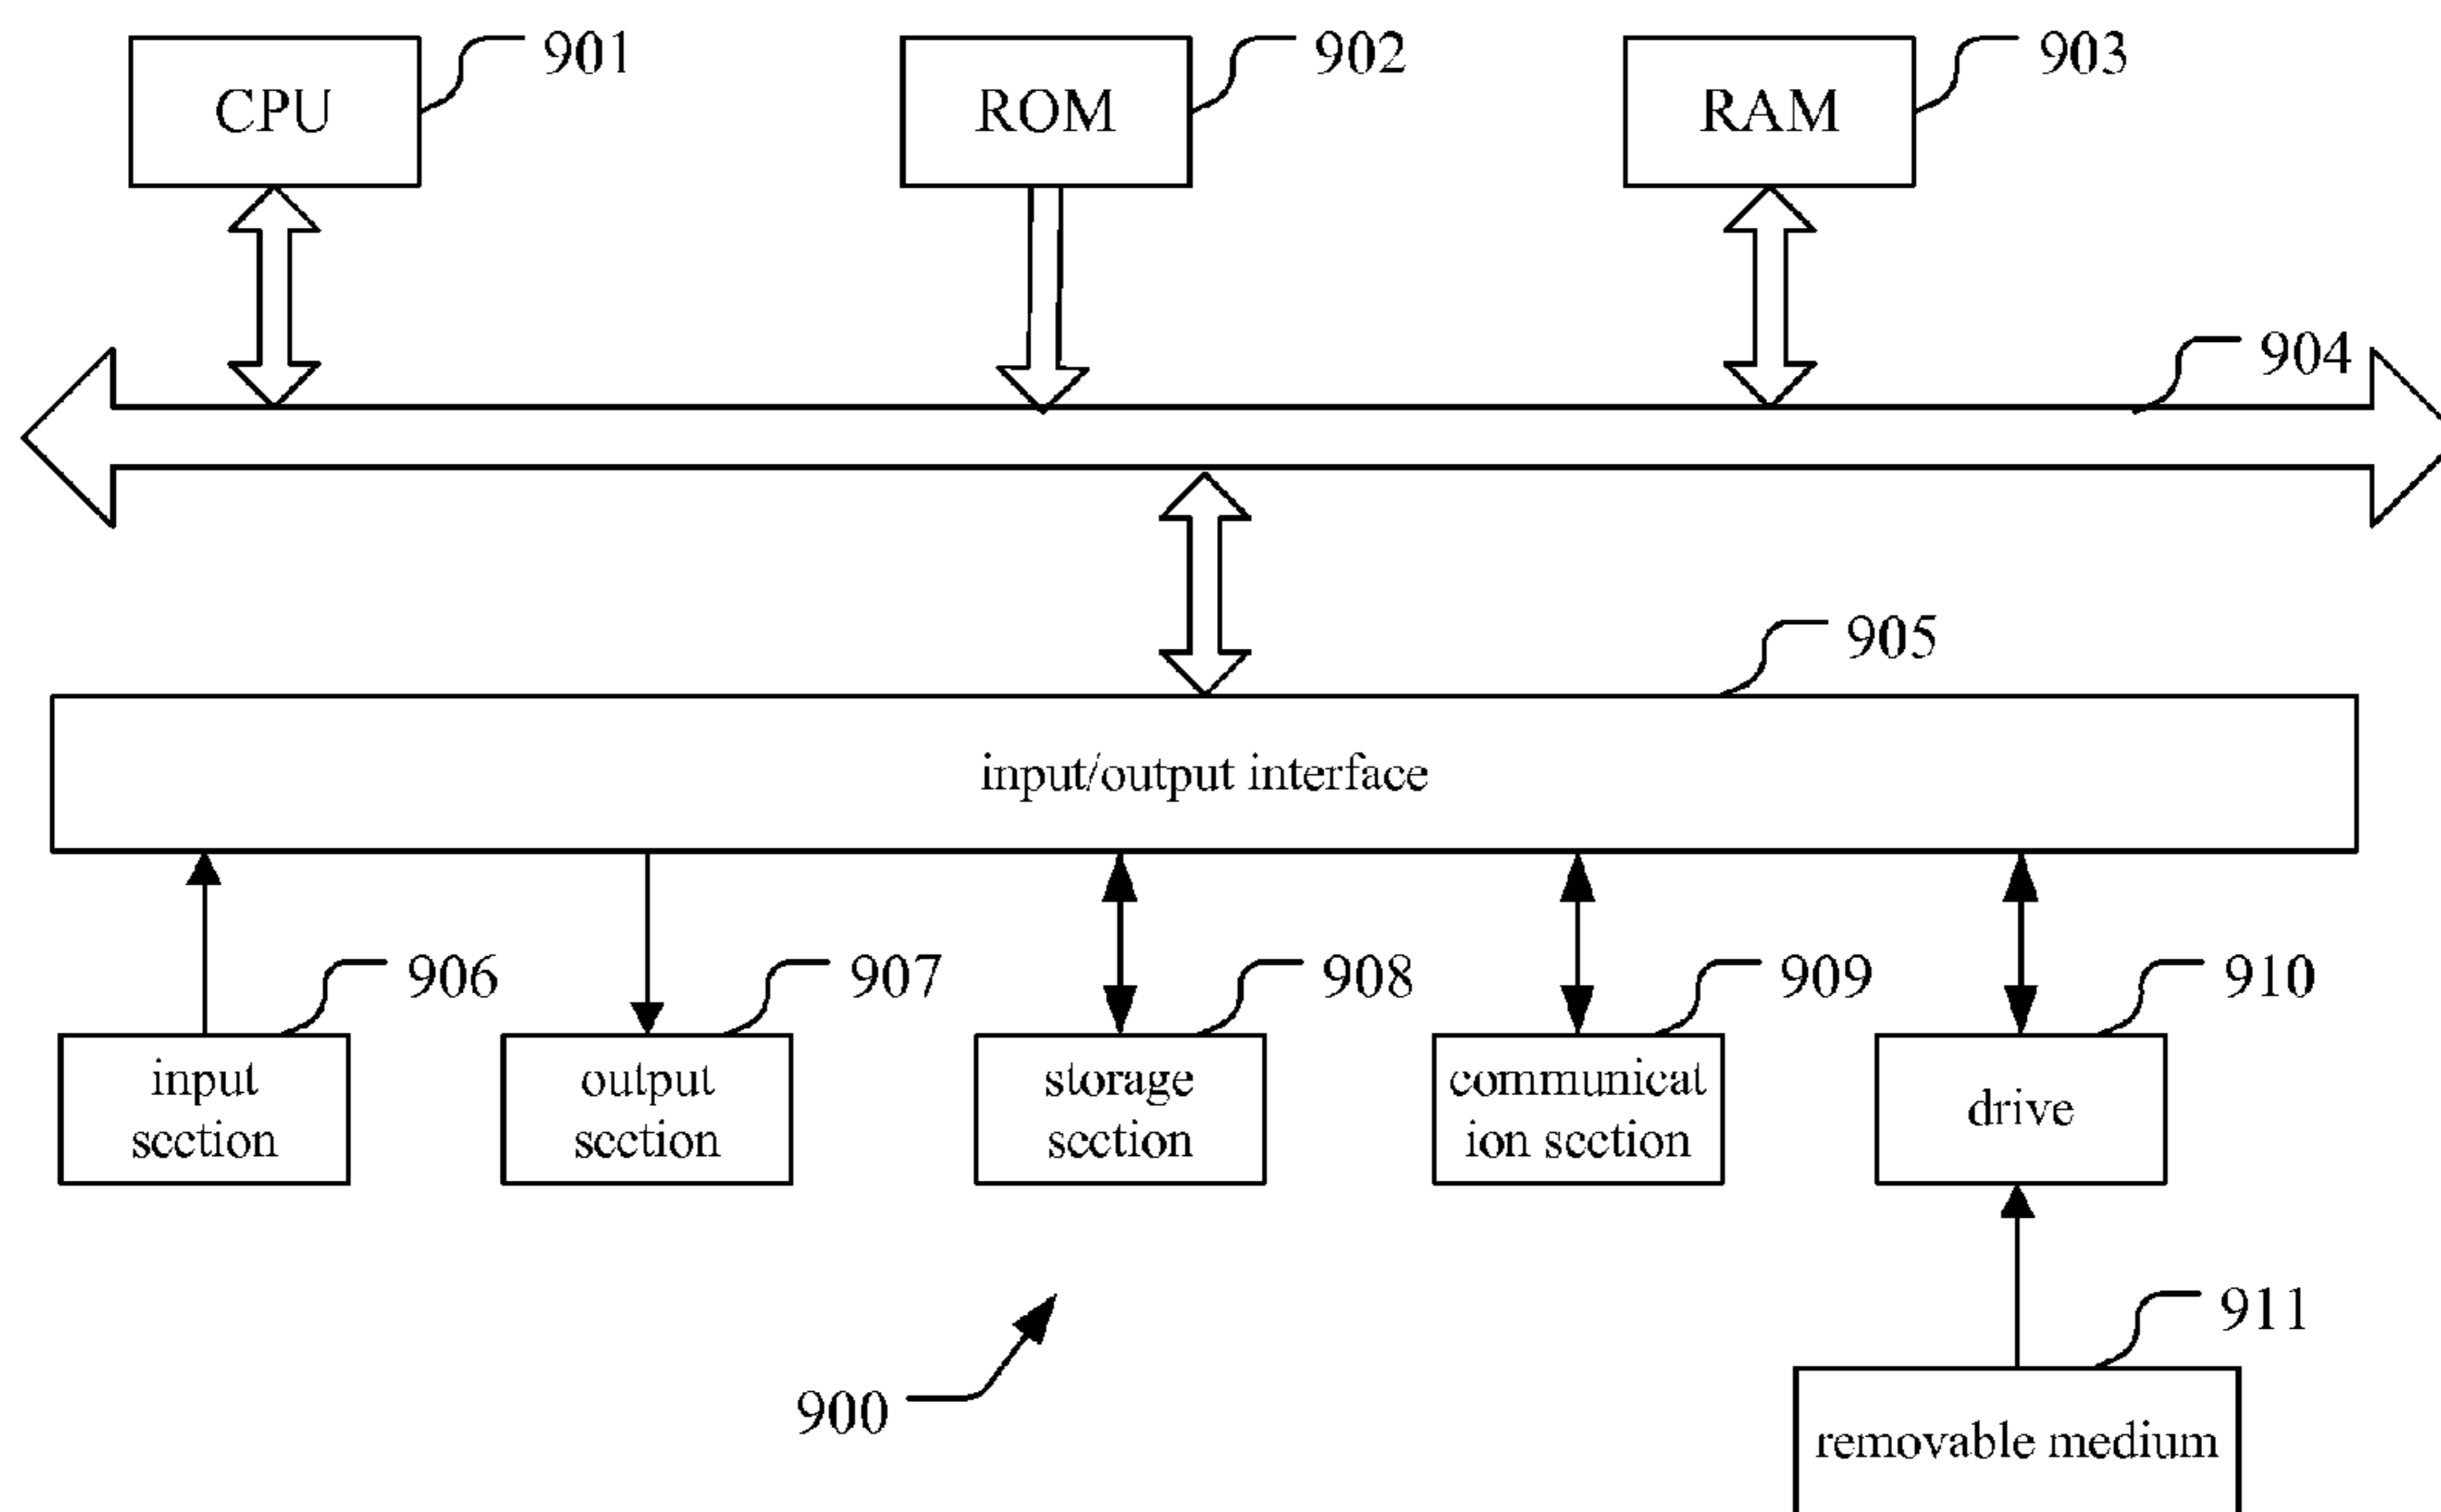 CPU
901
ROM
902
RAM
903
904
905
input/output interface
906
907
908
909
910
input
section
output
section
storage
section
communicat
ion section
drive
911
900
removable medium